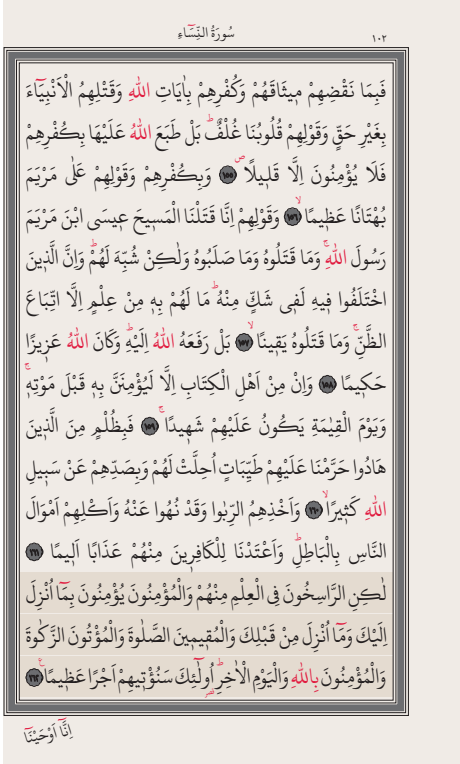 سُورَةُ النِّسَاءِ
١٠٢
فَبِمَا نَقْضِهِمْ مٖيثَاقَهُمْ وَكُفْرِهِمْ بِاٰيَاتِ اللّٰهِ وَقَتْلِهِمُ الْاَنْبِيَٓاءَ
بِغَيْرِ حَقٍّ وَقَوْلِهِمْ قُلُوبُنَا غُلْفٌؕ بَلْ طَبَعَ اللّٰهُ عَلَيْهَا بِكُفْرِهِمْ
فَلَا يُؤْمِنُونَ اِلَّا قَلٖيلًاࣕ ﴿١٥٥﴾ وَبِكُفْرِهِمْ وَقَوْلِهِمْ عَلٰى مَرْيَمَ
بُهْتَانًا عَظٖيمًاۙ ﴿١٥٦﴾ وَقَوْلِهِمْ اِنَّا قَتَلْنَا الْمَسٖيحَ عٖيسَى ابْنَ مَرْيَمَ
رَسُولَ اللّٰهِۚ وَمَا قَتَلُوهُ وَمَا صَلَبُوهُ وَلٰكِنْ شُبِّهَ لَهُمْؕ وَاِنَّ الَّذٖينَ
اخْتَلَفُوا فٖيهِ لَفٖى شَكٍّ مِنْهُؕ مَا لَهُمْ بِهٖ مِنْ عِلْمٍ اِلَّا اتِّبَاعَ
الظَّنِّۚ وَمَا قَتَلُوهُ يَقٖينًاۙ ﴿١٥٧﴾ بَلْ رَفَعَهُ اللّٰهُ اِلَيْهِؕ وَكَانَ اللّٰهُ عَزٖيزًا
حَكٖيمًا ﴿١٥٨﴾ وَاِنْ مِنْ اَهْلِ الْكِتَابِ اِلَّا لَيُؤْمِنَنَّ بِهٖ قَبْلَ مَوْتِهٖۚ
وَيَوْمَ الْقِيٰمَةِ يَكُونُ عَلَيْهِمْ شَهٖيدًاۚ ﴿١٥٩﴾ فَبِظُلْمٍ مِنَ الَّذٖينَ
هَادُوا حَرَّمْنَا عَلَيْهِمْ طَيِّبَاتٍ اُحِلَّتْ لَهُمْ وَبِصَدِّهِمْ عَنْ سَبٖيلِ
اللّٰهِ كَثٖيرًاۙ ﴿١٦٠﴾ وَاَخْذِهِمُ الرِّبٰوا وَقَدْ نُهُوا عَنْهُ وَاَكْلِهِمْ اَمْوَالَ
النَّاسِ بِالْبَاطِلِؕ وَاَعْتَدْنَا لِلْكَافِرٖينَ مِنْهُمْ عَذَابًا اَلٖيمًا ﴿١٦١﴾
لٰكِنِ الرَّاسِخُونَ فِى الْعِلْمِ مِنْهُمْ وَالْمُؤْمِنُونَ يُؤْمِنُونَ بِمَٓا اُنْزِلَ
اِلَيْكَ وَمَٓا اُنْزِلَ مِنْ قَبْلِكَ وَالْمُقٖيمٖينَ الصَّلٰوةَ وَالْمُؤْتُونَ الزَّكٰوةَ
وَالْمُؤْمِنُونَ بِاللّٰهِ وَالْيَوْمِ الْاٰخِرِؕ اُولٰٓئِكَ سَنُؤْتٖيهِمْ اَجْرًا عَظٖيمًا ﴿١٦٢﴾
اِنَّٓا اَوْحَيْنَٓا